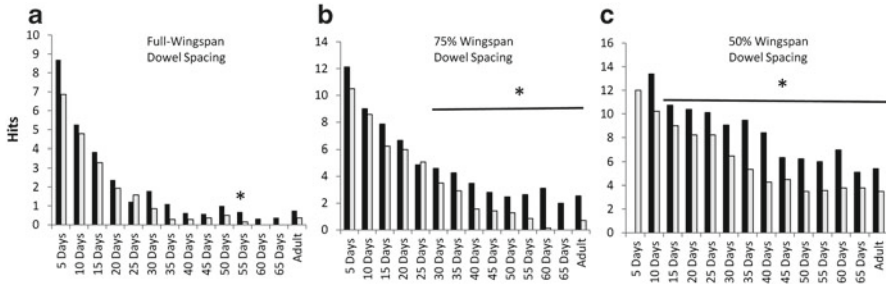 a
Full-Wingspan
Dowel Spacing
Hits
10
9
8
7
6
5
4
3
2
1
0
*
5 Days
10 Days
15 Days
20 Days
25 Days
30 Days
35 Days
40 Days
45 Days
50 Days
55 Days
60 Days
65 Days
Adult
b
75% Wingspan
Dowel Spacing
14
12
10
8
6
4
2
0
*
5 Days
10 Days
15 Days
20 Days
25 Days
30 Days
35 Days
40 Days
45 Days
50 Days
55 Days
60 Days
65 Days
Adult
c
50% Wingspan
Dowel Spacing
16
14
12
10
8
6
4
2
0
*
5 Days
10 Days
15 Days
20 Days
25 Days
30 Days
35 Days
40 Days
45 Days
50 Days
55 Days
60 Days
65 Days
Adult